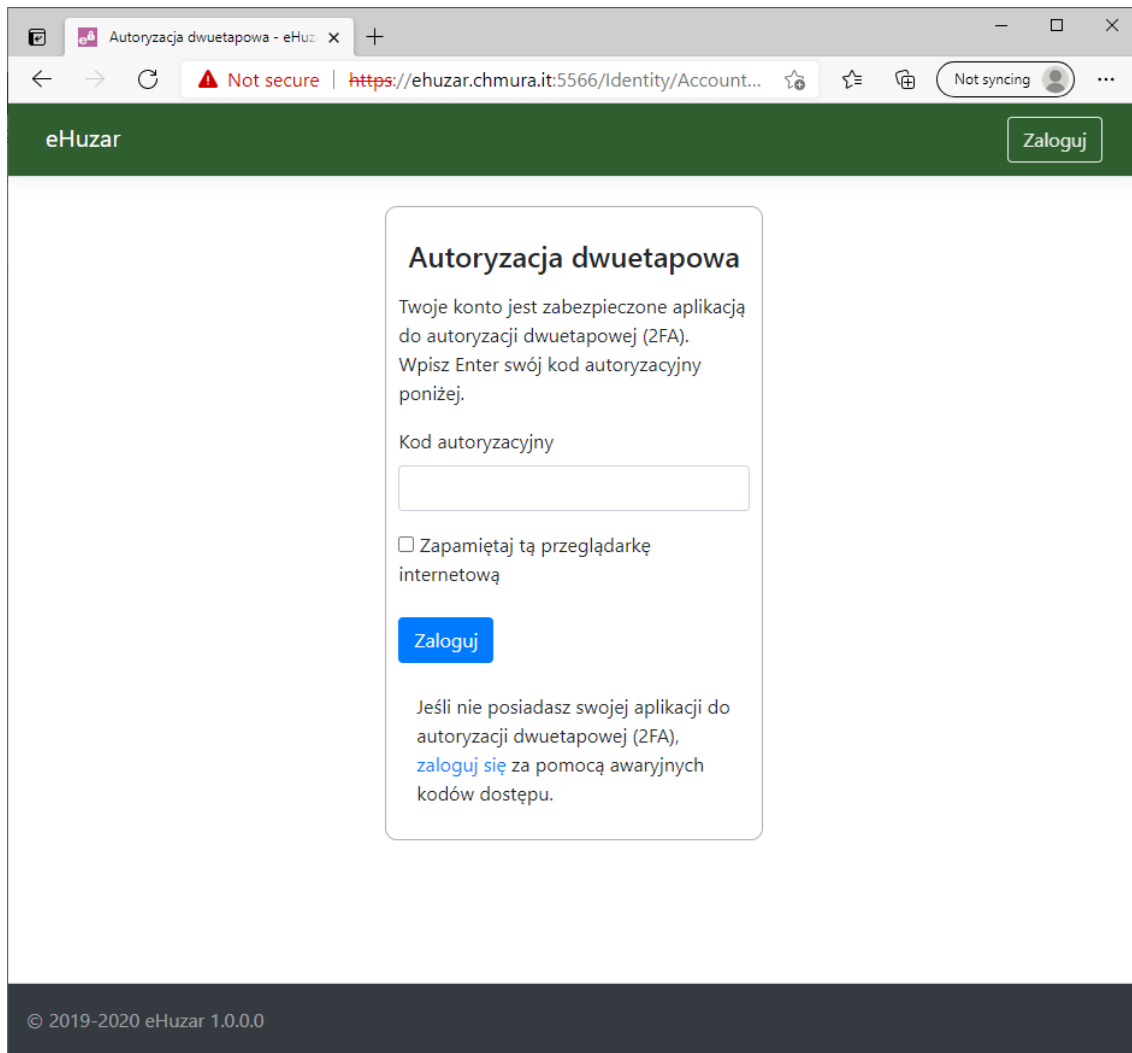 Autoryzacja dwuetapowa - eHuz
Not secure | https://ehuzar.chmura.it:5566/Identity/Account... Not syncing
eHuzar
Zaloguj
Autoryzacja dwuetapowa
Twoje konto jest zabezpieczone aplikacją
do autoryzacji dwuetapowej (2FA).
Wpisz Enter swój kod autoryzacyjny
poniżej.
Kod autoryzacyjny
Zapamiętaj tą przeglądarkę
internetową
Zaloguj
Jeśli nie posiadasz swojej aplikacji do
autoryzacji dwuetapowej (2FA),
zaloguj się za pomocą awaryjnych
kodów dostępu.
© 2019-2020 eHuzar 1.0.0.0